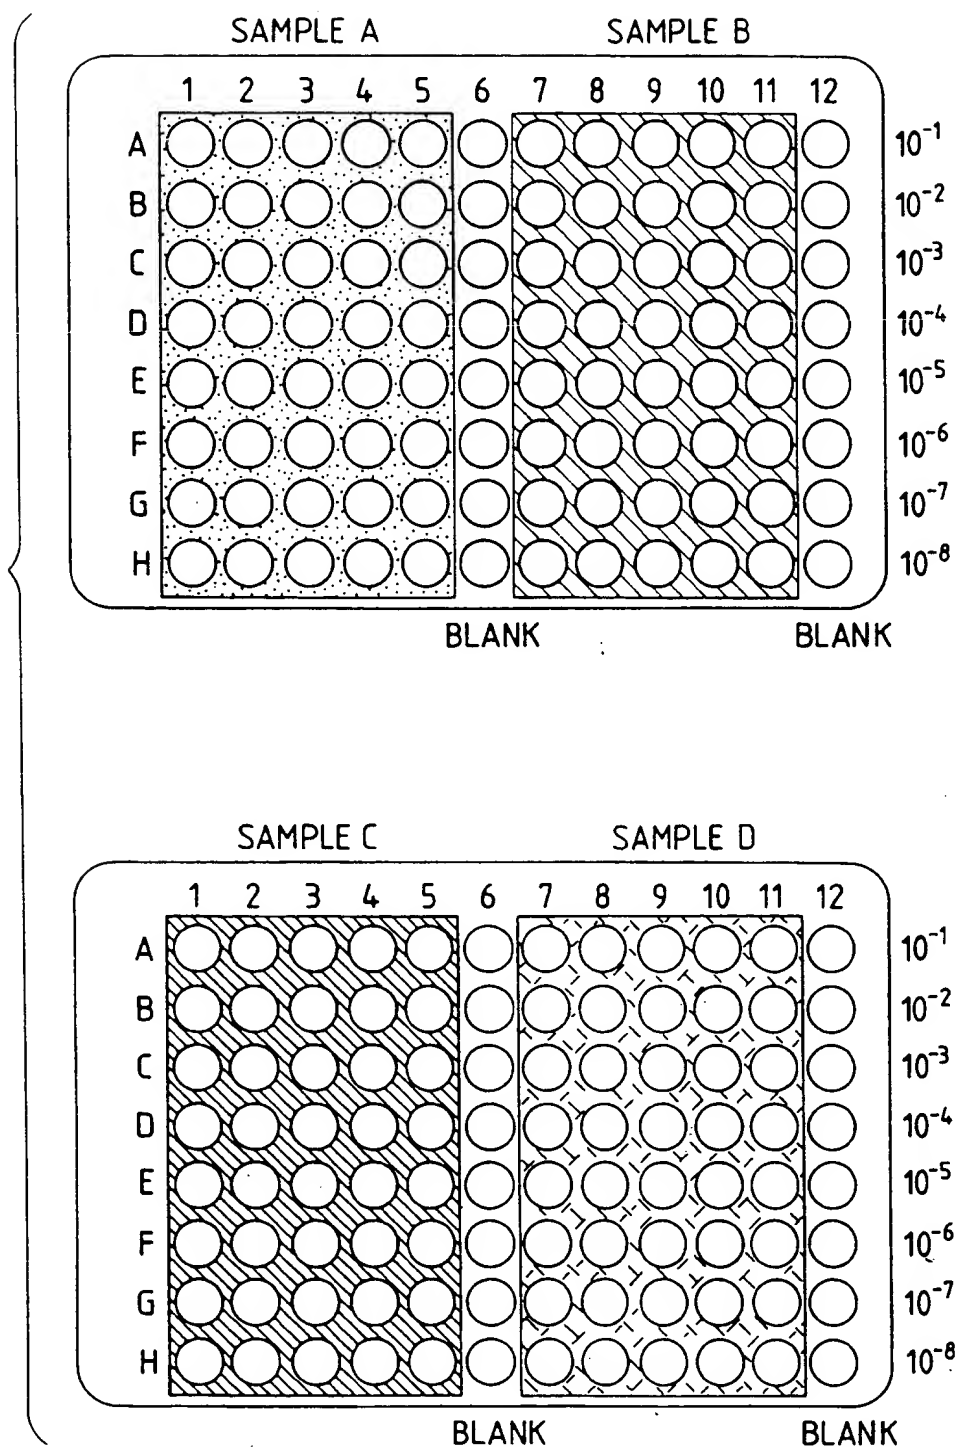 SAMPLE A SAMPLE B
1 2 3 4 5 6 7 8 9 10 11 12
A 10⁻¹
B 10⁻²
C 10⁻³
D 10⁻⁴
E 10⁻⁵
F 10⁻⁶
G 10⁻⁷
H 10⁻⁸
BLANK BLANK
SAMPLE C SAMPLE D
1 2 3 4 5 6 7 8 9 10 11 12
A 10⁻¹
B 10⁻²
C 10⁻³
D 10⁻⁴
E 10⁻⁵
F 10⁻⁶
G 10⁻⁷
H 10⁻⁸
BLANK BLANK